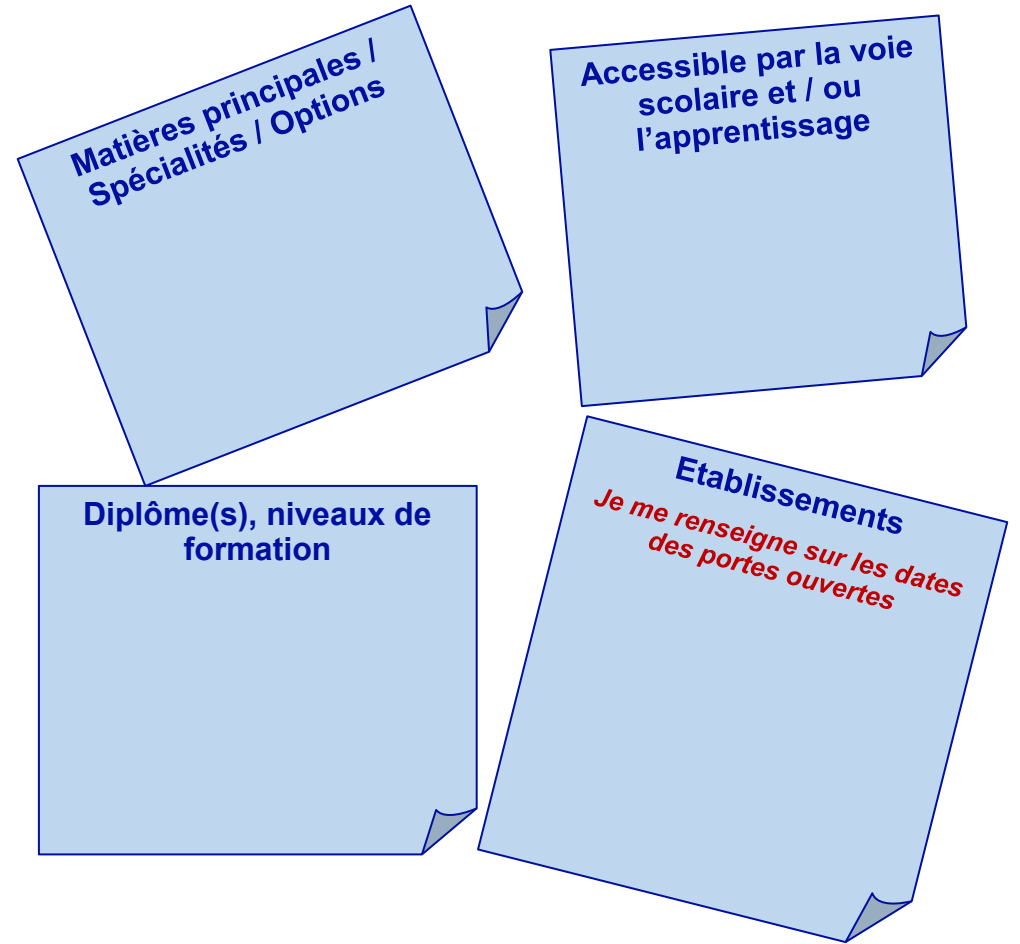 Matières principales /
Spécialités / Options
Accessible par la voie
scolaire et / ou
l’apprentissage
Diplôme(s), niveaux de
formation
Etablissements
Je me renseigne sur les dates
des portes ouvertes